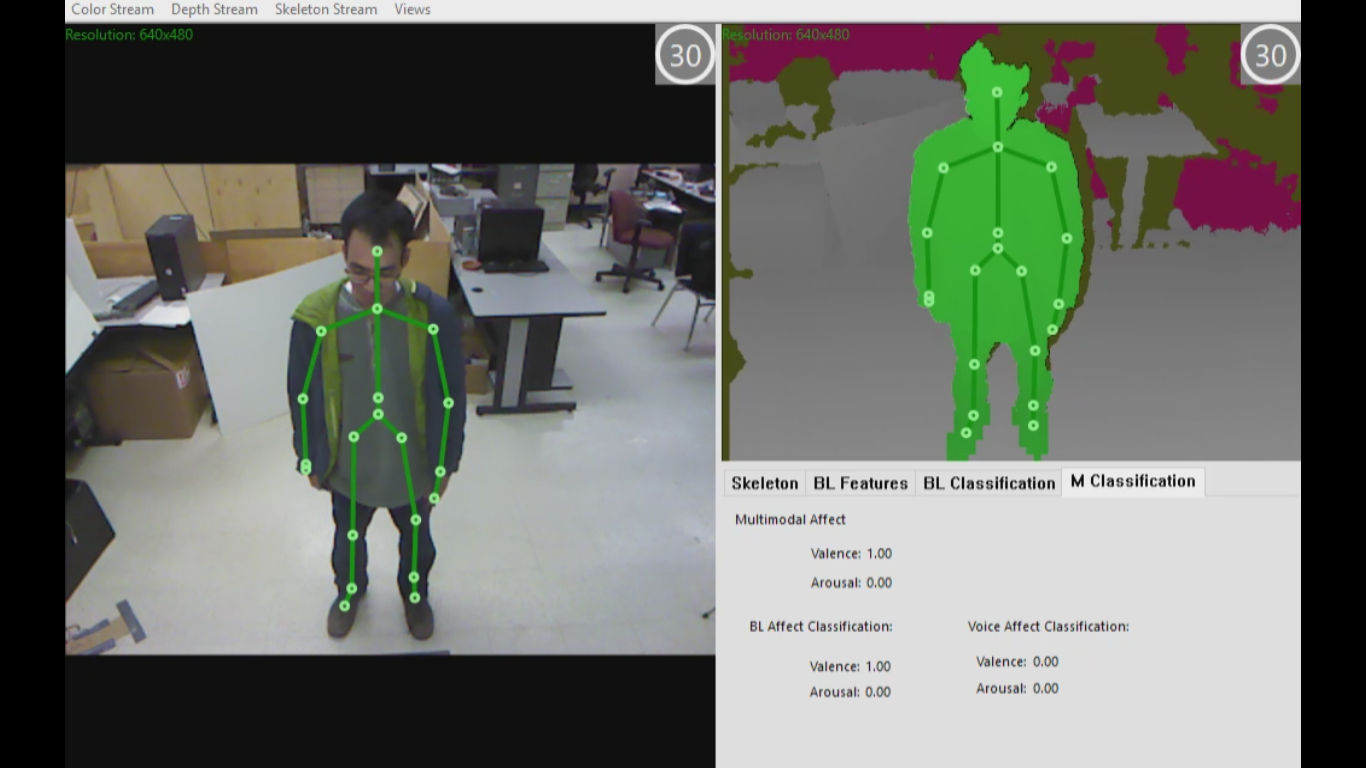 Color Stream Depth Stream Skeleton Stream Views
Resolution: 640x480 30
Resolution: 640x480 30
Skeleton BL Features BL Classification M Classification
Multimodal Affect
Valence: 1.00
Arousal: 0.00
BL Affect Classification: Voice Affect Classification:
Valence: 1.00 Valence: 0.00
Arousal: 0.00 Arousal: 0.00